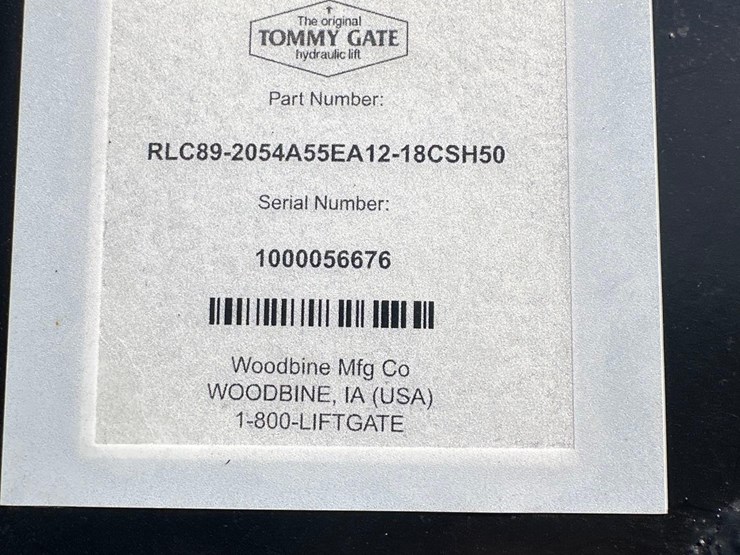 The original
TOMMY GATE
hydraulic lift
Part Number:
RLC89-2054A55EA12-18CSH50
Serial Number:
1000056676
Woodbine Mfg Co
WOODBINE, IA (USA)
1-800-LIFTGATE